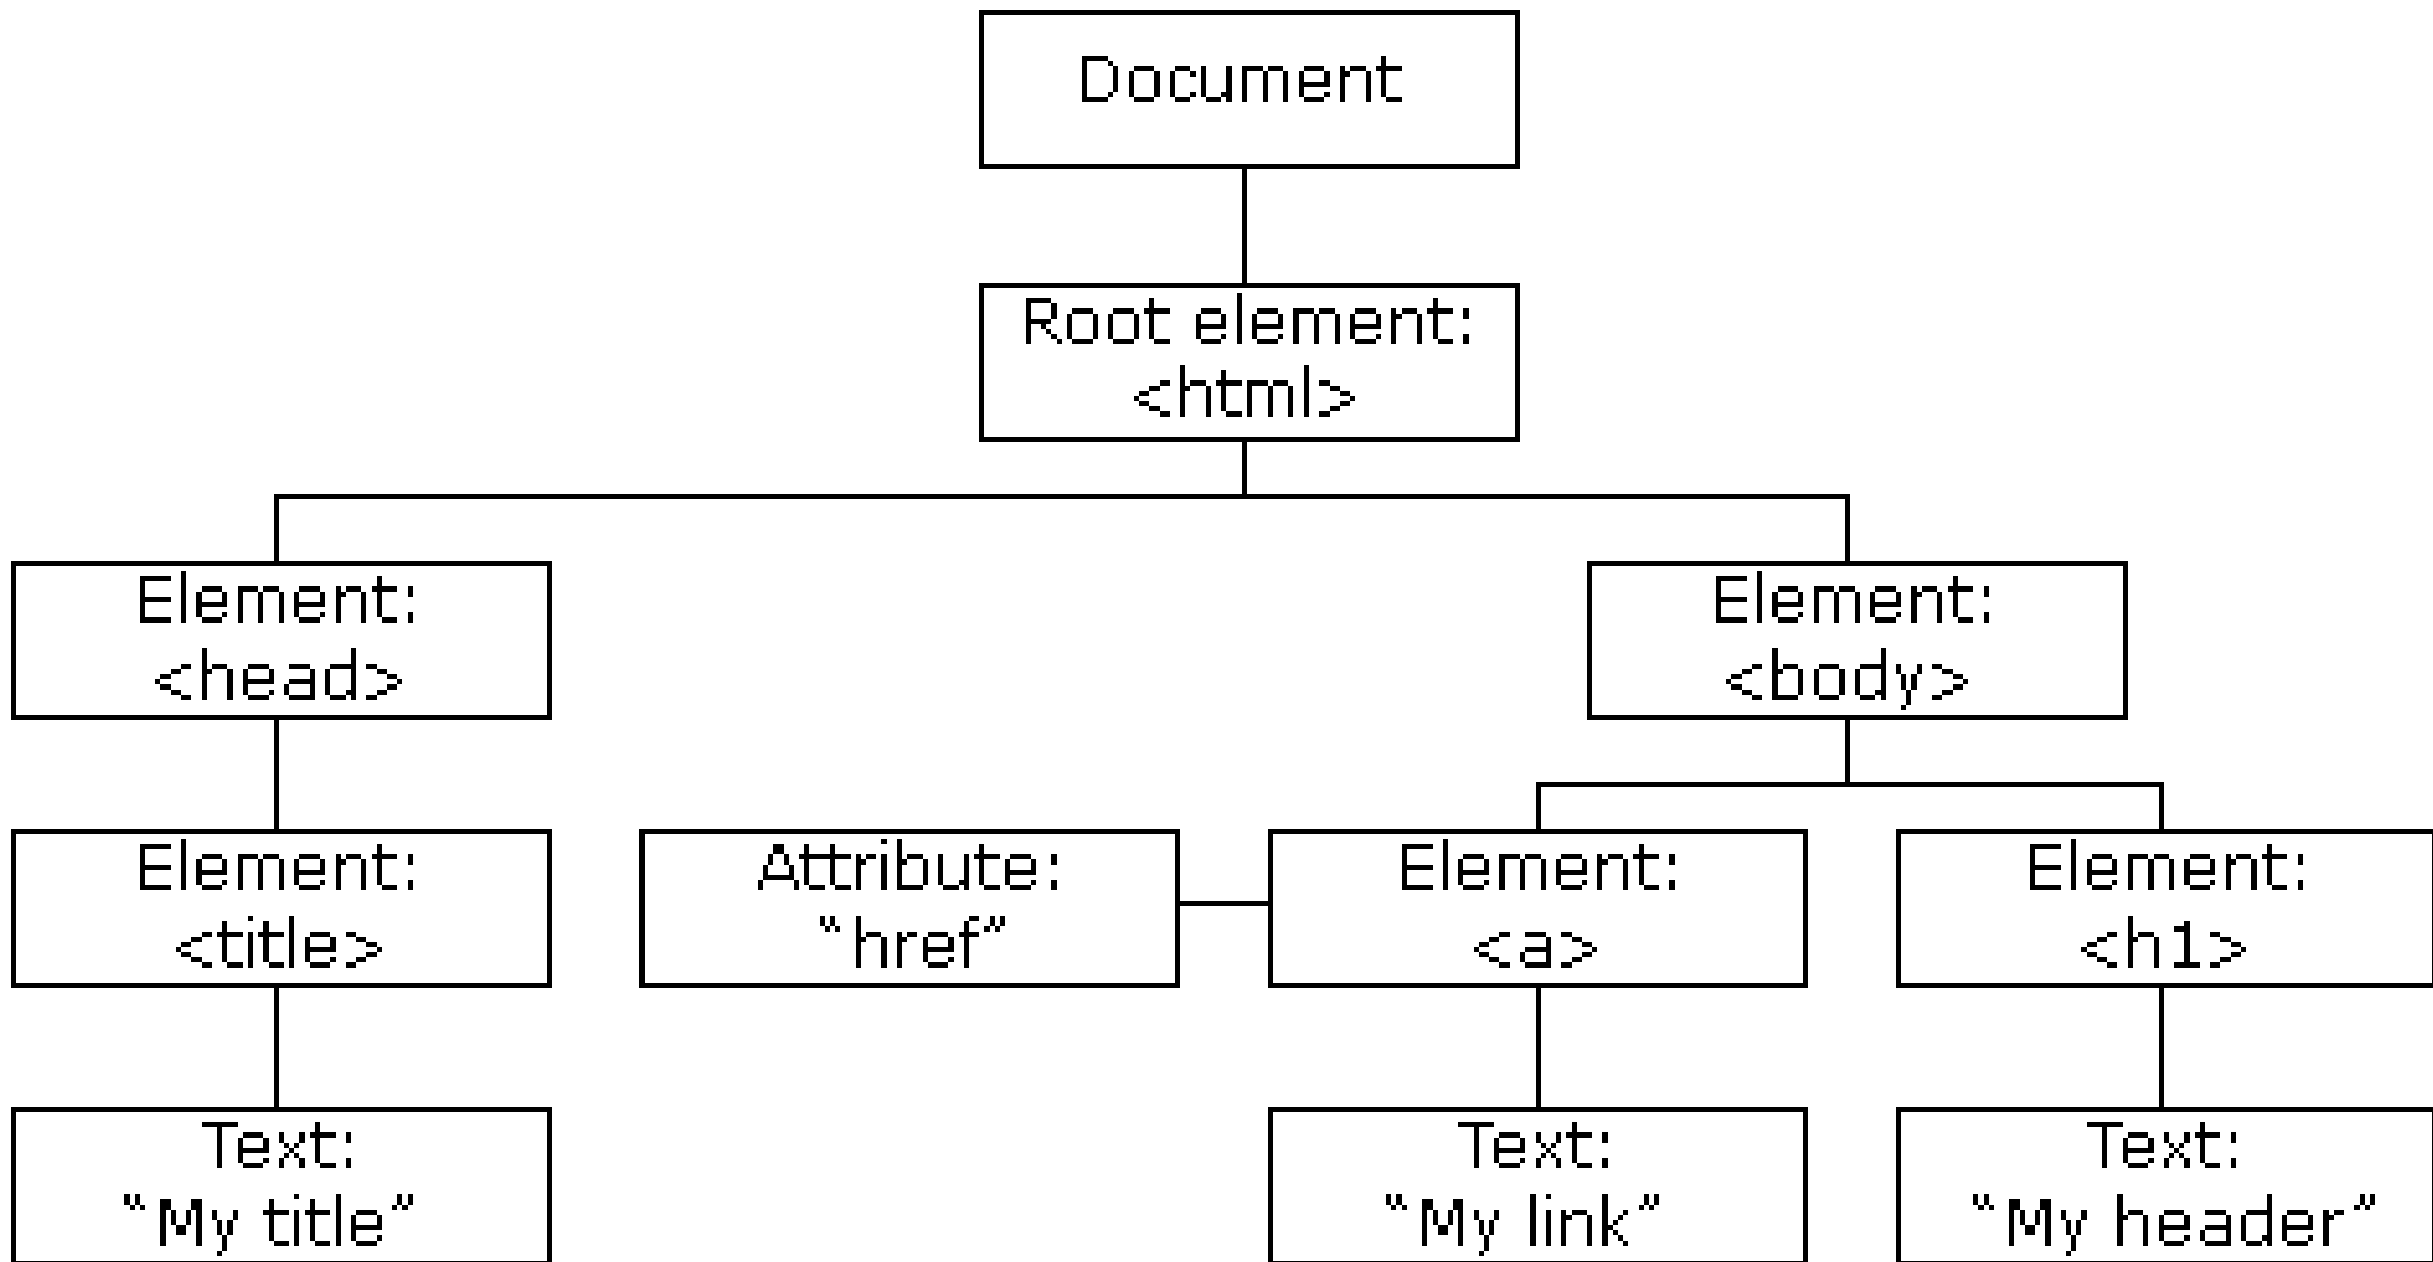 Document
Root element:
<html>
Element:
<head>
Element:
<body>
Element:
<title>
Attribute:
“href”
Element:
<a>
Element:
<h1>
Text:
“My title”
Text:
“My link”
Text:
“My header”